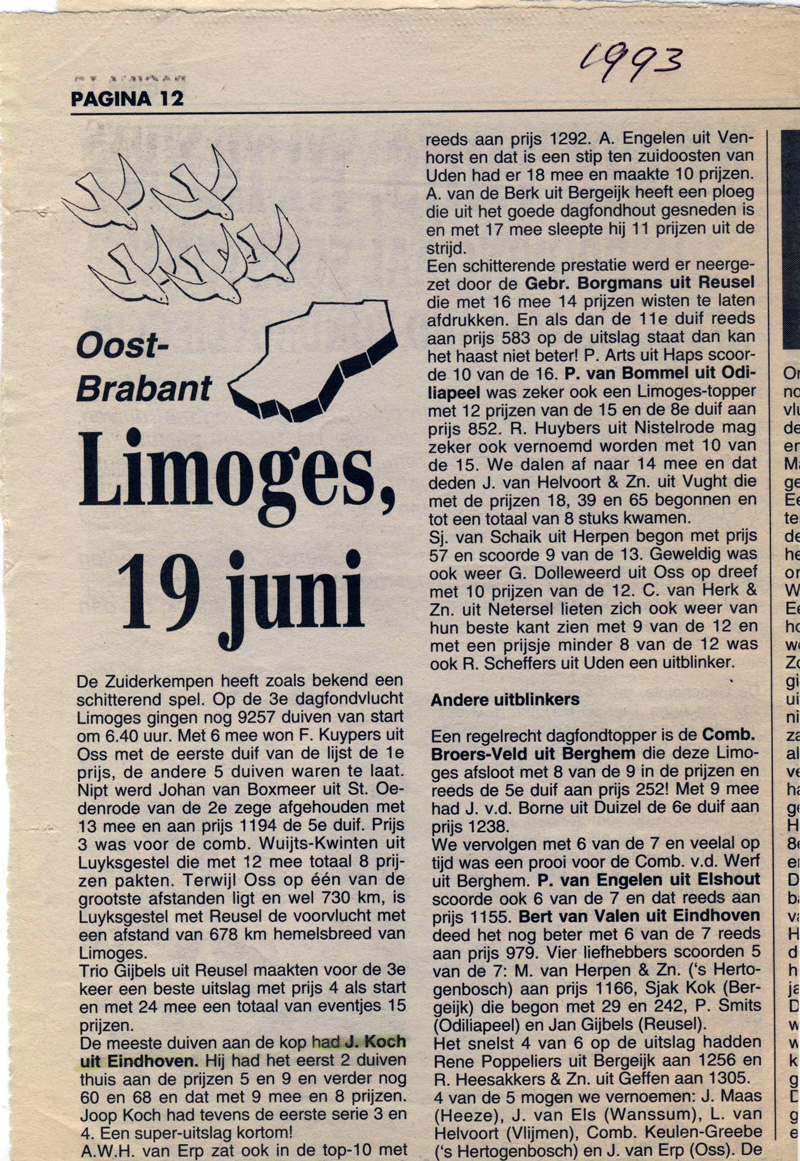 1993
PAGINA 12
Oost-
Brabant
Limoges,
19 juni
De Zuiderkempen heeft zoals bekend een
schitterend spel. Op de 3e dagfondvlucht
Limoges gingen nog 9257 duiven van start
om 6.40 uur. Met 6 mee won F. Kuypers uit
Oss met de eerste duif van de lijst de 1e
prijs, de andere 5 duiven waren te laat.
Nipt werd Johan van Boxmeer uit St. Oe-
denrode van de 2e zege afgehouden met
13 mee en aan prijs 1194 de 5e duif. Prijs
3 was voor de comb. Wuijts-Kwinten uit
Luyksgestel die met 12 mee totaal 8 prij-
zen pakten. Terwijl Oss op één van de
grootste afstanden ligt en wel 730 km, is
Luyksgestel met Reusel de voorvlucht met
een afstand van 678 km hemelsbreed van
Limoges.
Trio Gijbels uit Reusel maakten voor de 3e
keer een beste uitslag met prijs 4 als start
en met 24 mee een totaal van eventjes 15
prijzen.
De meeste duiven aan de kop had J. Koch
uit Eindhoven. Hij had het eerst 2 duiven
thuis aan de prijzen 5 en 9 en verder nog
60 en 68 en dat met 9 mee en 8 prijzen.
Joop Koch had tevens de eerste serie 3 en
4. Een super-uitslag kortom!
A.W.H. van Erp zat ook in de top-10 met
reeds aan prijs 1292. A. Engelen uit Ven-
horst en dat is een stip ten zuidoosten van
Uden had er 18 mee en maakte 10 prijzen.
A. van de Berk uit Bergeijk heeft een ploeg
die uit het goede dagfondhout gesneden is
en met 17 mee sleepte hij 11 prijzen uit de
strijd.
Een schitterende prestatie werd er neerge-
zet door de Gebr. Borgmans uit Reusel
die met 16 mee 14 prijzen wisten te laten
afdrukken. En als dan de 11e duif reeds
aan prijs 583 op de uitslag staat dan kan
het haast niet beter! P. Arts uit Haps scoor-
de 10 van de 16. P. van Bommel uit Odi-
liapeel was zeker ook een Limoges-topper
met 12 prijzen van de 15 en de 8e duif aan
prijs 852. R. Huybers uit Nistelrode mag
zeker ook vernoemd worden met 10 van
de 15. We dalen af naar 14 mee en dat
deden J. van Helvoort & Zn. uit Vught die
met de prijzen 18, 39 en 65 begonnen en
tot een totaal van 8 stuks kwamen.
Sj. van Schaik uit Herpen begon met prijs
57 en scoorde 9 van de 13. Geweldig was
ook weer G. Dolleweerd uit Oss op dreef
met 10 prijzen van de 12. C. van Herk &
Zn. uit Netersel lieten zich ook weer van
hun beste kant zien met 9 van de 12 en
met een prijsje minder 8 van de 12 was
ook R. Scheffers uit Uden een uitblinker.
Andere uitblinkers
Een regelrecht dagfondtopper is de Comb.
Broers-Veld uit Berghem die deze Limo-
ges afsloot met 8 van de 9 in de prijzen en
reeds de 5e duif aan prijs 252! Met 9 mee
had J. v.d. Borne uit Duizel de 6e duif aan
prijs 1238.
We vervolgen met 6 van de 7 en veelal op
tijd was een prooi voor de Comb. v.d. Werf
uit Berghem. P. van Engelen uit Elshout
scoorde ook 6 van de 7 en dat reeds aan
prijs 1155. Bert van Valen uit Eindhoven
deed het nog beter met 6 van de 7 reeds
aan prijs 979. Vier liefhebbers scoorden 5
van de 7: M. van Herpen & Zn. ('s Herto-
genbosch) aan prijs 1166, Sjak Kok (Ber-
geijk) die begon met 29 en 242, P. Smits
(Odiliapeel) en Jan Gijbels (Reusel).
Het snelst 4 van 6 op de uitslag hadden
Rene Poppeliers uit Bergeijk aan 1256 en
R. Heesakkers & Zn. uit Geffen aan 1305.
4 van de 5 mogen we vernoemen: J. Maas
(Heeze), J. van Els (Wanssum), L. van
Helvoort (Vlijmen), Comb. Keulen-Greebe
('s Hertogenbosch) en J. van Erp (Oss). De